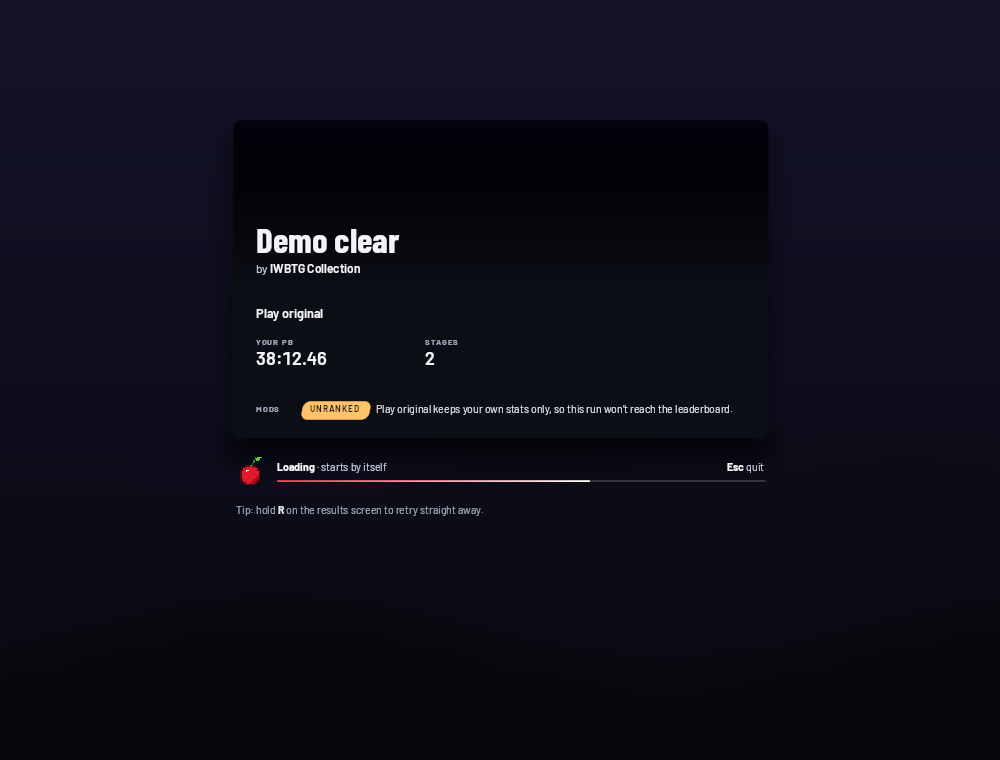 Demo clear
by IWBTG Collection
Play original
YOUR PB
STAGES
38:12.46
2
MODS UNRANKED Play original keeps your own stats only, so this run won't reach the leaderboard.
Loading · starts by itself
Esc quit
Tip: hold R on the results screen to retry straight away.